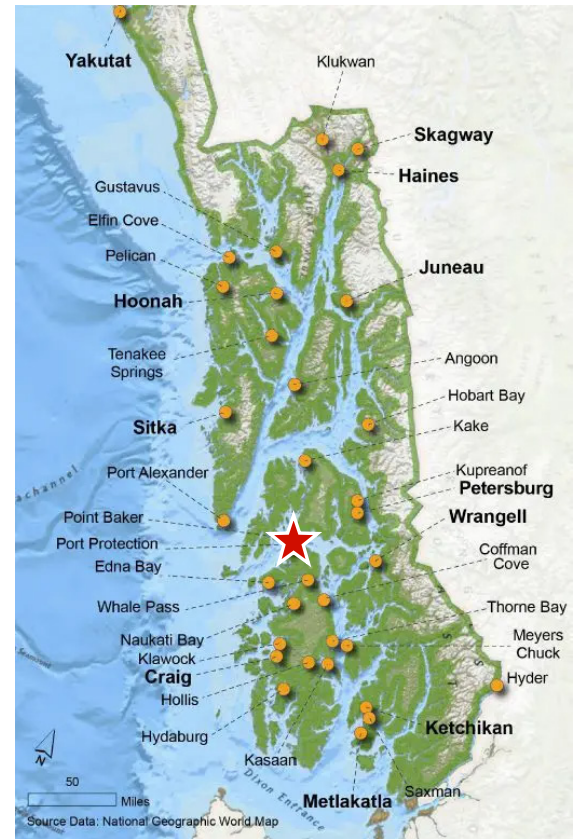 Yakutat
Klukwan
Skagway
Haines
Gustavus
Elfin Cove
Pelican
Juneau
Hoonah
Tenakee
Springs
Angoon
Hobart Bay
Sitka
Kake
Port Alexander
Kupreanof
Petersburg
Point Baker
Wrangell
Port Protection
Coffman
Cove
Edna Bay
Whale Pass
Thorne Bay
Naukati Bay
Meyers
Chuck
Klawock
Craig
Hyder
Hollis
Ketchikan
Hydaburg
Kasaan
Saxman
Metlakatla
Dixon Entrance
N
50
Miles
Source Data: National Geographic World Map